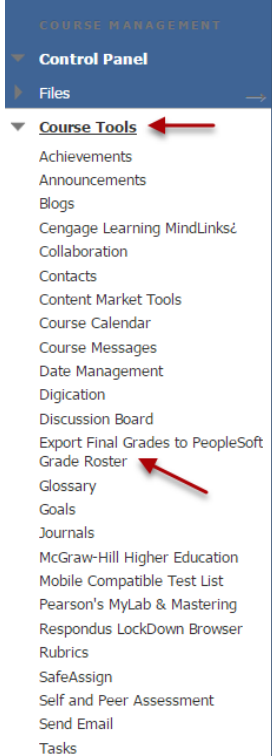 COURSE MANAGEMENT
Control Panel
Files
Course Tools
Achievements
Announcements
Blogs
Cengage Learning MindLinks¿
Collaboration
Contacts
Content Market Tools
Course Calendar
Course Messages
Date Management
Digication
Discussion Board
Export Final Grades to PeopleSoft
Grade Roster
Glossary
Goals
Journals
McGraw-Hill Higher Education
Mobile Compatible Test List
Pearson's MyLab & Mastering
Respondus LockDown Browser
Rubrics
SafeAssign
Self and Peer Assessment
Send Email
Tasks